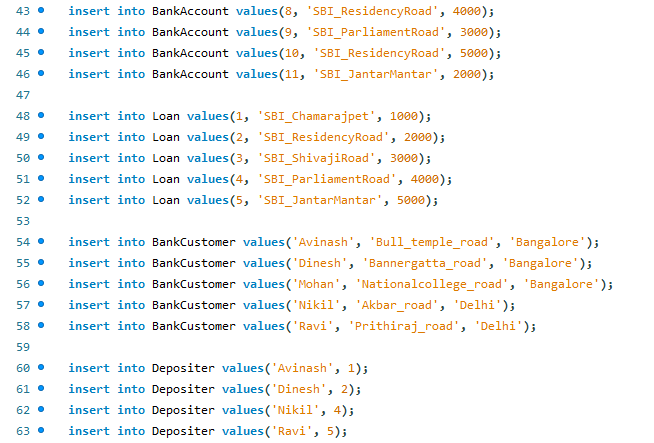 43 insert into BankAccount values(8, 'SBI_ResidencyRoad', 4000);
44 insert into BankAccount values(9, 'SBI_ParliamentRoad', 3000);
45 insert into BankAccount values(10, 'SBI_ResidencyRoad', 5000);
46 insert into BankAccount values(11, 'SBI_JantarMantar', 2000);
47
48 insert into Loan values(1, 'SBI_Chamarajpet', 1000);
49 insert into Loan values(2, 'SBI_ResidencyRoad', 2000);
50 insert into Loan values(3, 'SBI_ShivajiRoad', 3000);
51 insert into Loan values(4, 'SBI_ParliamentRoad', 4000);
52 insert into Loan values(5, 'SBI_JantarMantar', 5000);
53
54 insert into BankCustomer values('Avinash', 'Bull_temple_road', 'Bangalore');
55 insert into BankCustomer values('Dinesh', 'Bannergatta_road', 'Bangalore');
56 insert into BankCustomer values('Mohan', 'Nationalcollege_road', 'Bangalore');
57 insert into BankCustomer values('Nikil', 'Akbar_road', 'Delhi');
58 insert into BankCustomer values('Ravi', 'Prithiraj_road', 'Delhi');
59
60 insert into Depositer values('Avinash', 1);
61 insert into Depositer values('Dinesh', 2);
62 insert into Depositer values('Nikil', 4);
63 insert into Depositer values('Ravi', 5);